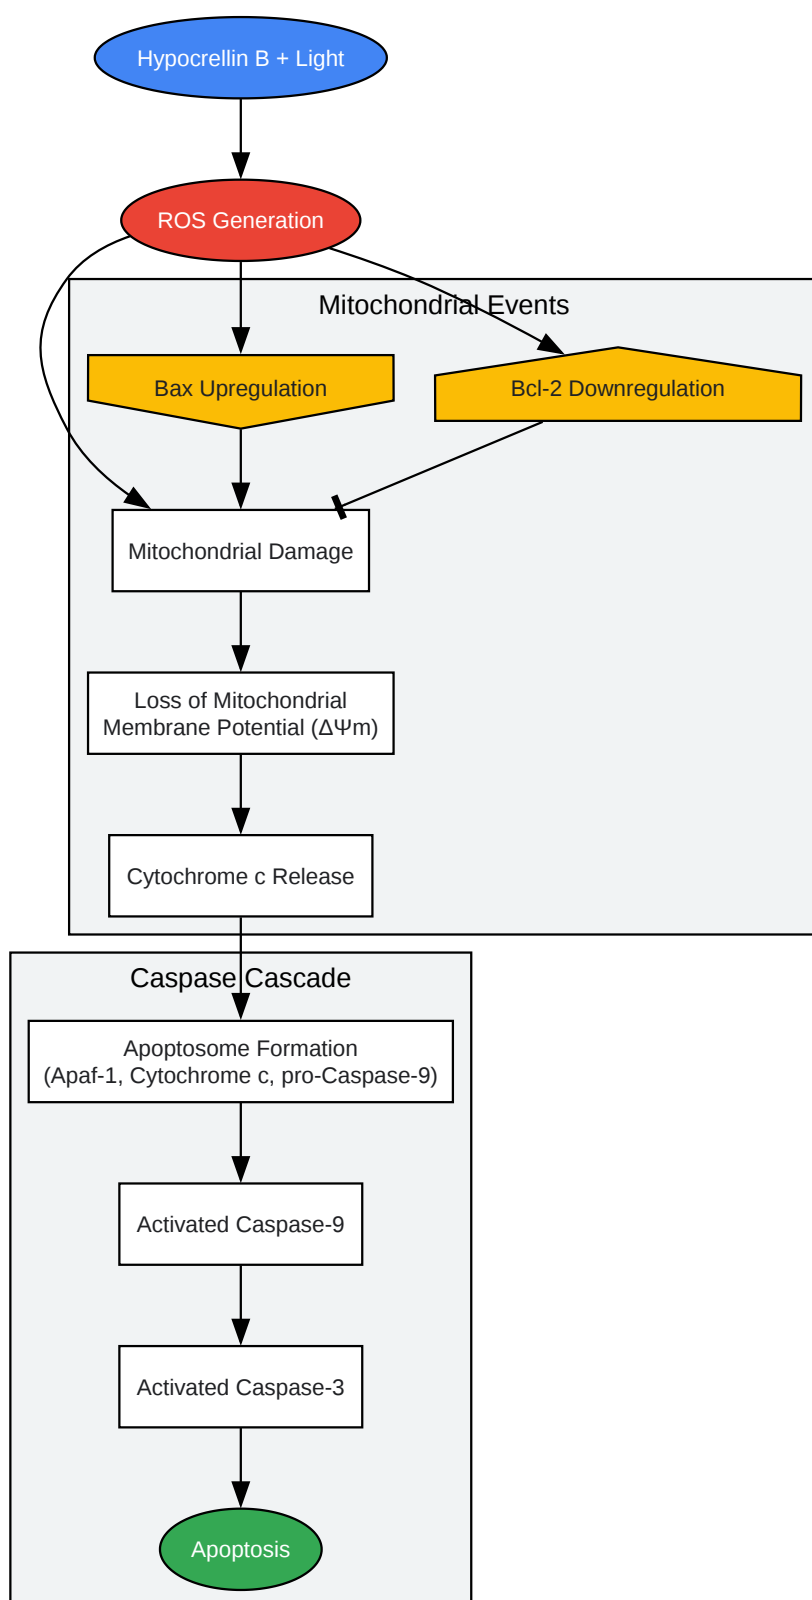 Hypocrellin B + Light
ROS Generation
Mitochondrial Events
Bax Upregulation
Bcl-2 Downregulation
Mitochondrial Damage
Loss of Mitochondrial
Membrane Potential (ΔΨm)
Cytochrome c Release
Caspase Cascade
Apoptosome Formation
(Apaf-1, Cytochrome c, pro-Caspase-9)
Activated Caspase-9
Activated Caspase-3
Apoptosis